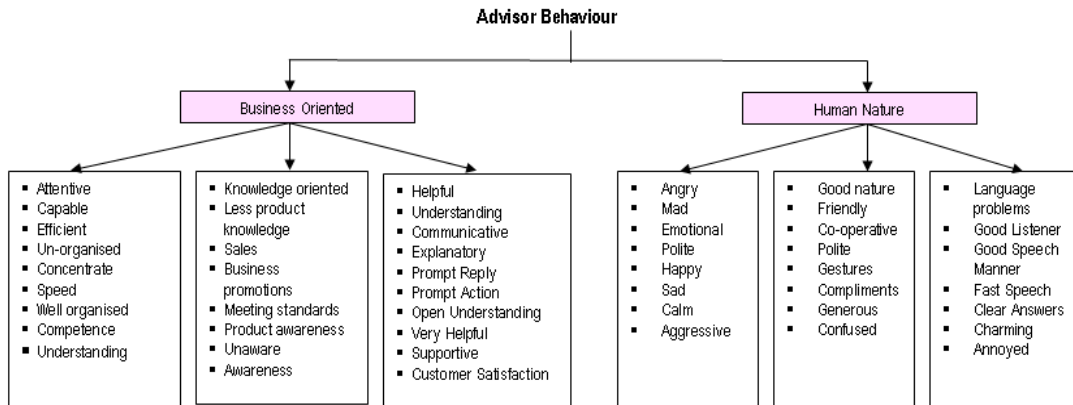 Advisor Behaviour
Business Oriented
Human Nature
▪ Attentive
▪ Capable
▪ Efficient
▪ Un-organised
▪ Concentrate
▪ Speed
▪ Well organised
▪ Competence
▪ Understanding
▪ Knowledge oriented
▪ Less product
knowledge
▪ Sales
▪ Business
promotions
▪ Meeting standards
▪ Product awareness
▪ Unaware
▪ Awareness
▪ Helpful
▪ Understanding
▪ Communicative
▪ Explanatory
▪ Prompt Reply
▪ Prompt Action
▪ Open Understanding
▪ Very Helpful
▪ Supportive
▪ Customer Satisfaction
▪ Angry
▪ Mad
▪ Emotional
▪ Polite
▪ Happy
▪ Sad
▪ Calm
▪ Aggressive
▪ Good nature
▪ Friendly
▪ Co-operative
▪ Polite
▪ Gestures
▪ Compliments
▪ Generous
▪ Confused
▪ Language
problems
▪ Good Listener
▪ Good Speech
Manner
▪ Fast Speech
▪ Clear Answers
▪ Charming
▪ Annoyed